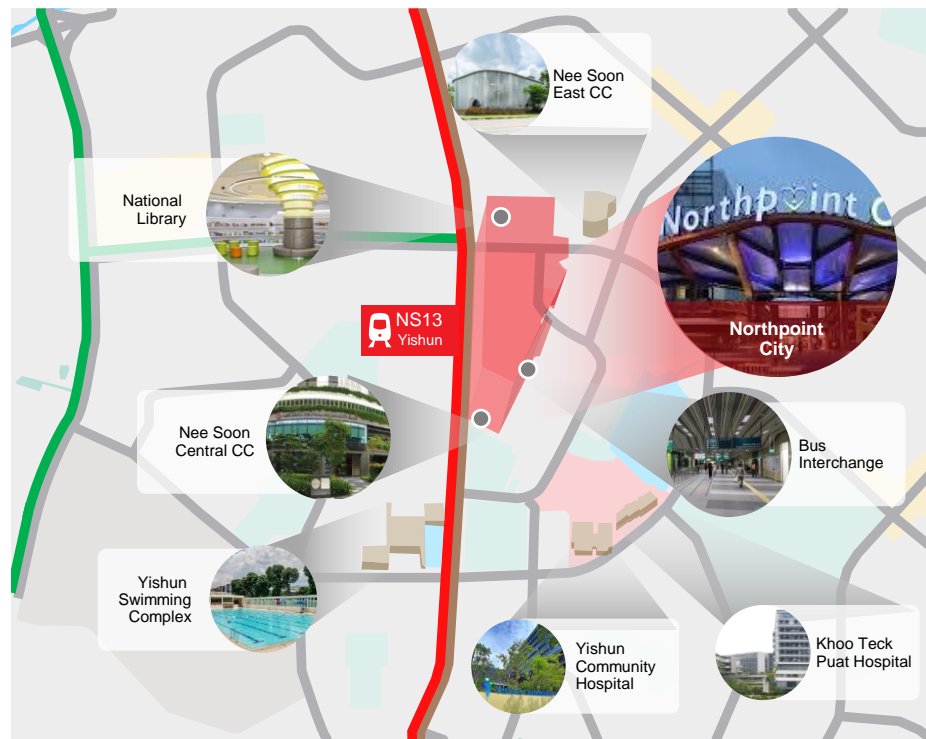 Nee Soon
East CC
National
Library
Northpoint C
Northpoint
City
NS13
Yishun
Nee Soon
Central CC
Bus
Interchange
Yishun
Swimming
Complex
Yishun
Community
Hospital
Khoo Teck
Puat Hospital